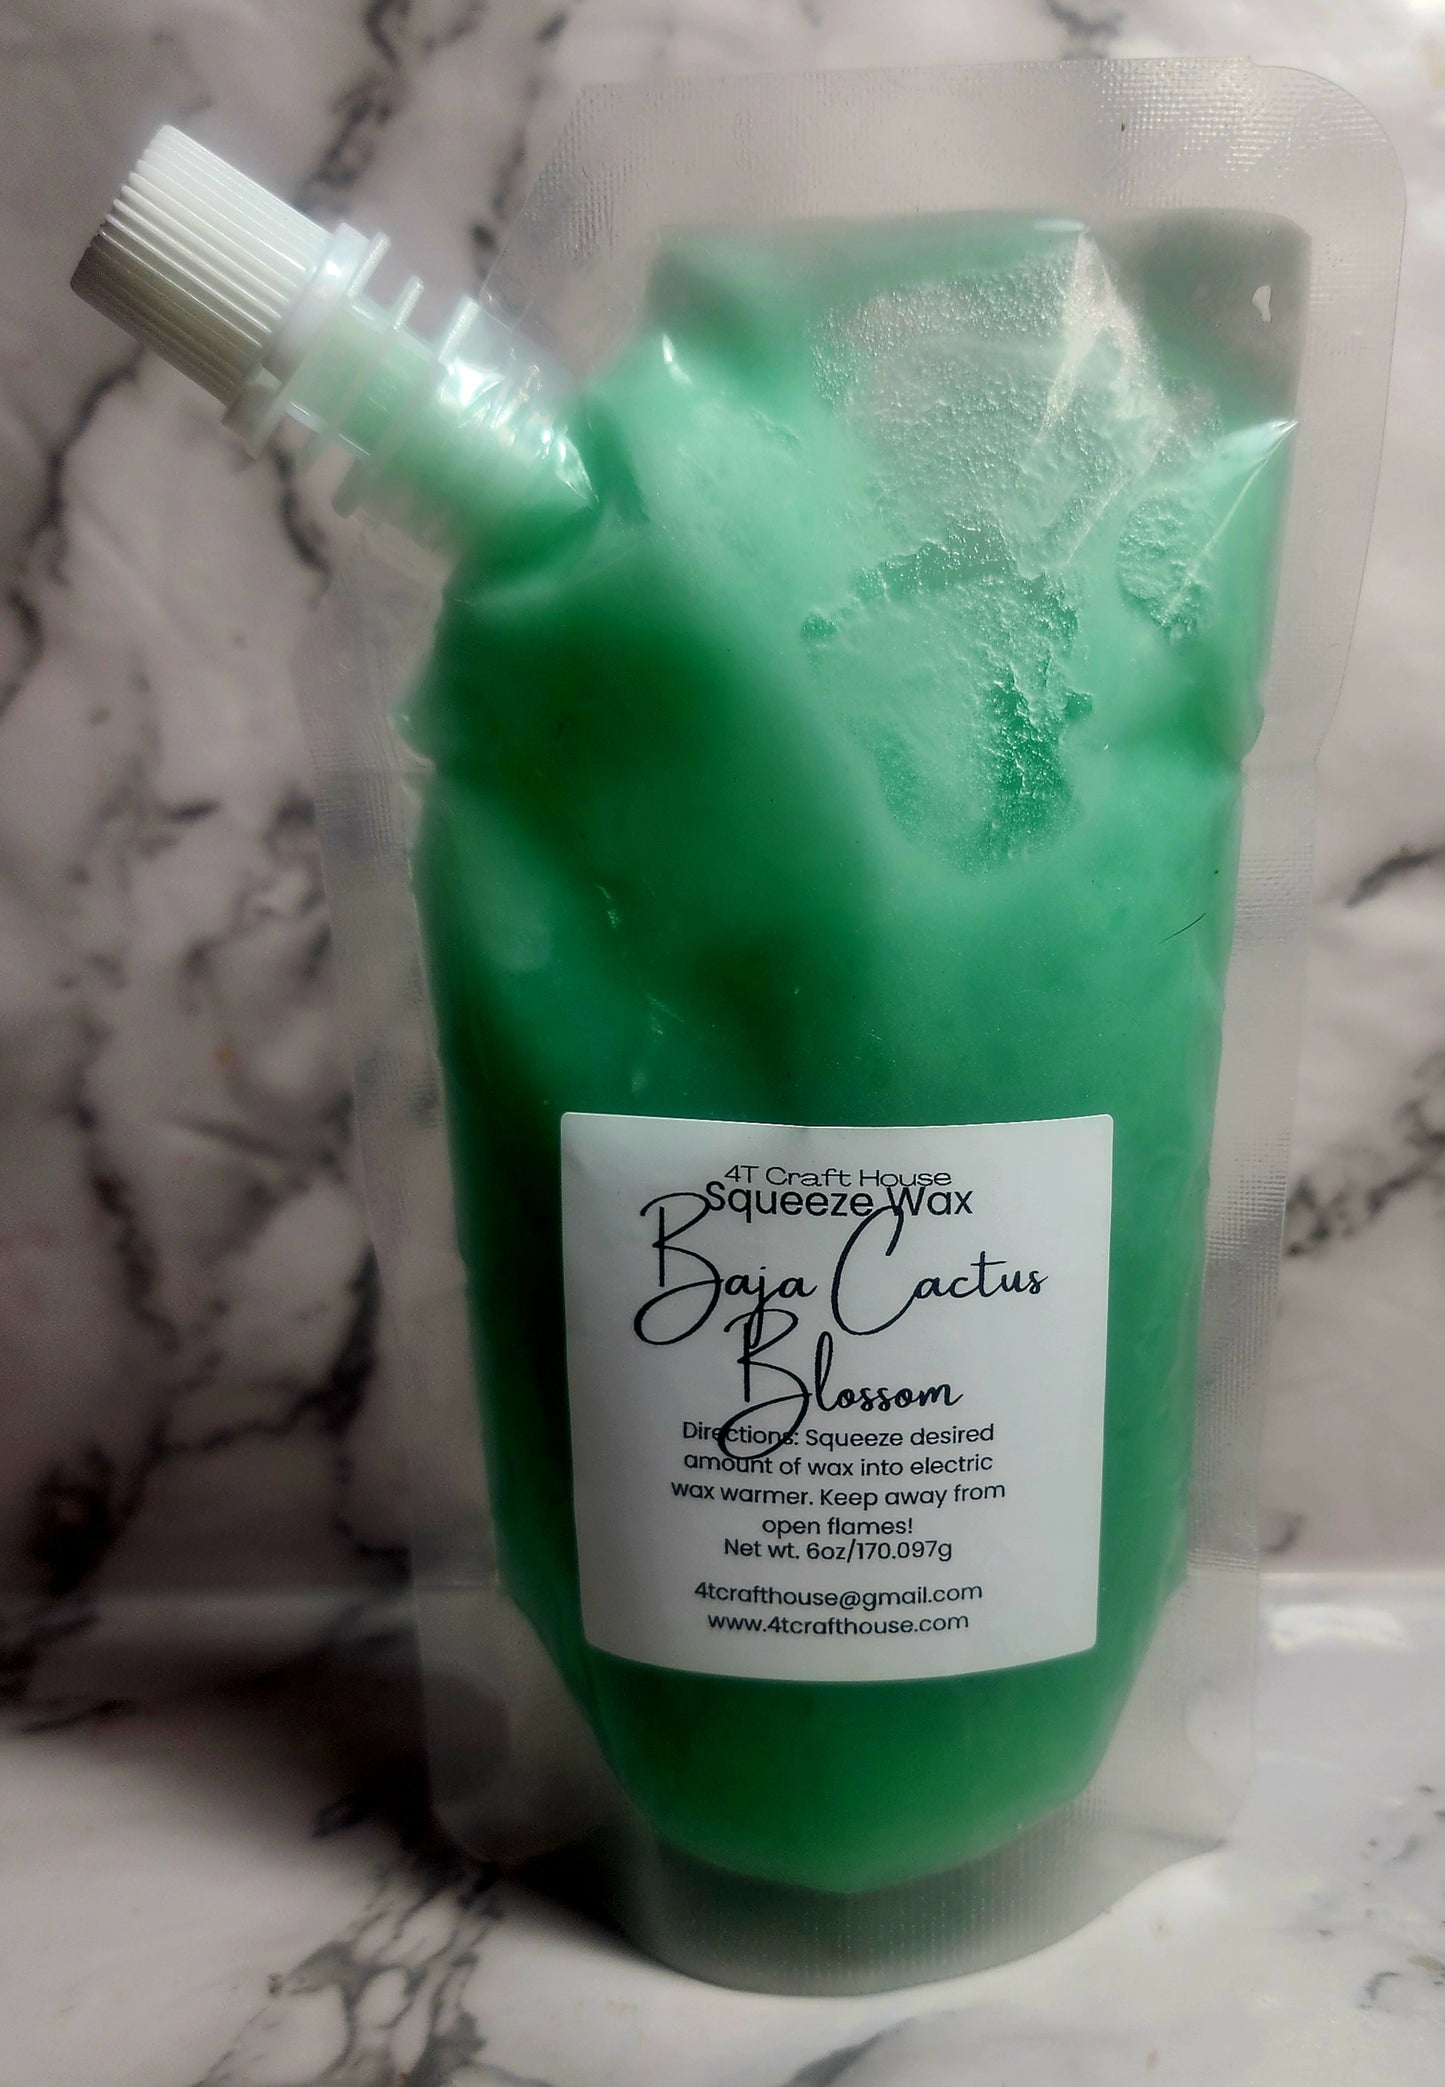 4T Craft House
Squeeze Wax
Baja Cactus
Blossom
Directions: Squeeze desired
amount of wax into electric
wax warmer. Keep away from
open flames!
Net wt. 6oz/170.097g
4tcrafthouse@gmail.com
www.4tcrafthouse.com